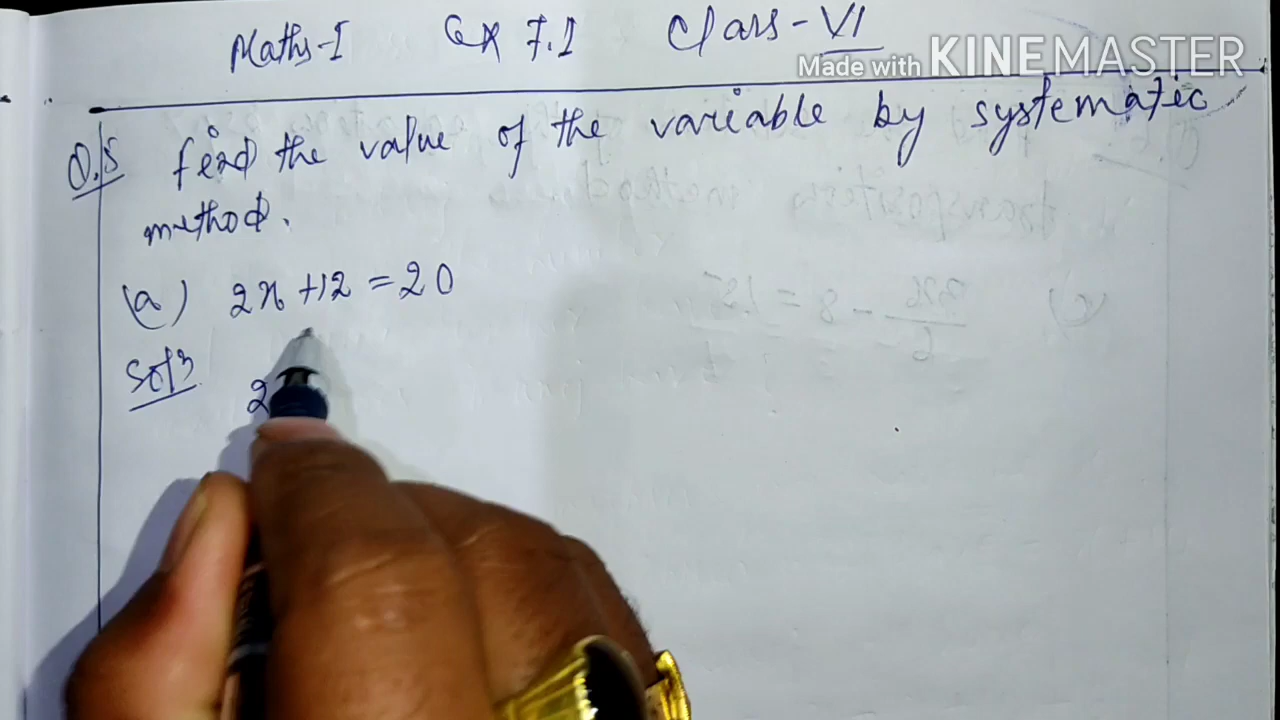 Maths-I Ex 7.1 Class-VI
Made with KINEMASTER
Q.5 find the value of the variable by systematic
method.
(a) 2x +12 = 20
Soln
2